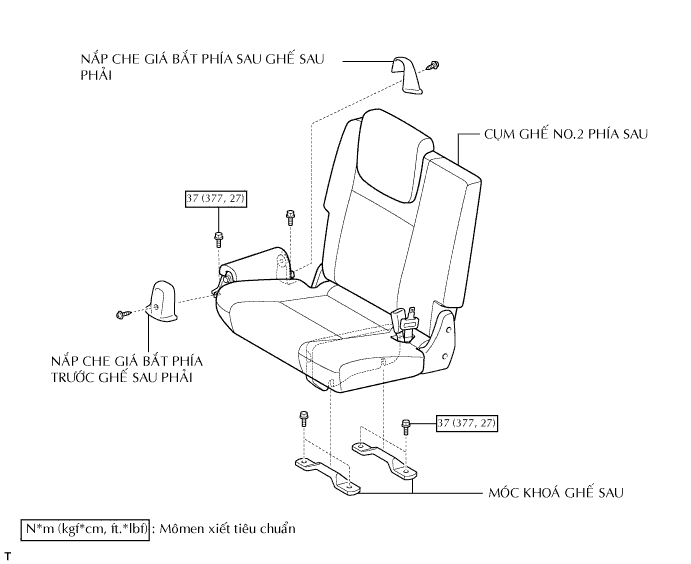 NẮP CHE GIÁ BẮT PHÍA SAU GHẾ SAU
PHẢI
CỤM GHẾ NO.2 PHÍA SAU
37 (377, 27)
NẮP CHE GIÁ BẮT PHÍA
TRƯỚC GHẾ SAU PHẢI
37 (377, 27)
MÓC KHOÁ GHẾ SAU
N*m (kgf*cm, ft.*lbf) : Mômen xiết tiêu chuẩn
T